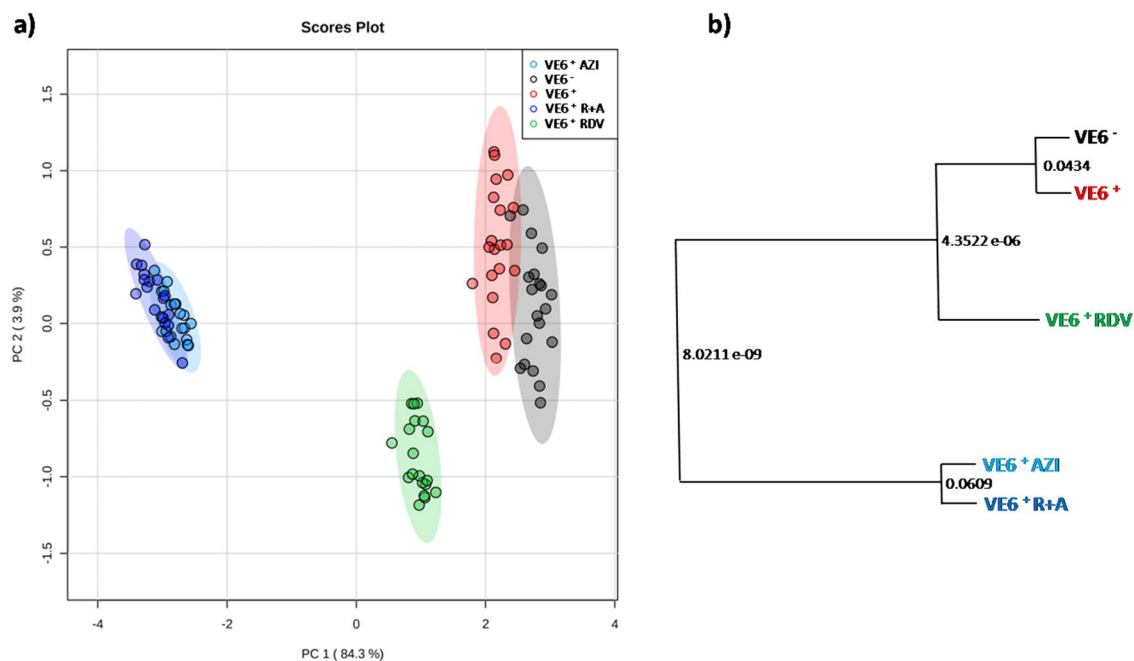 a)
Scores Plot
VE6⁺ AZI
VE6⁻
VE6⁺
VE6⁺ R+A
VE6⁺ RDV
1.5
1.0
0.5
0.0
-0.5
-1.0
-1.5
PC 2 ( 3.9 %)
-4
-2
0
2
4
PC 1 ( 84.3 %)
b)
VE6⁻
0.0434
VE6⁺
4.3522 e-06
VE6⁺ RDV
8.0211 e-09
VE6⁺ AZI
0.0609
VE6⁺ R+A